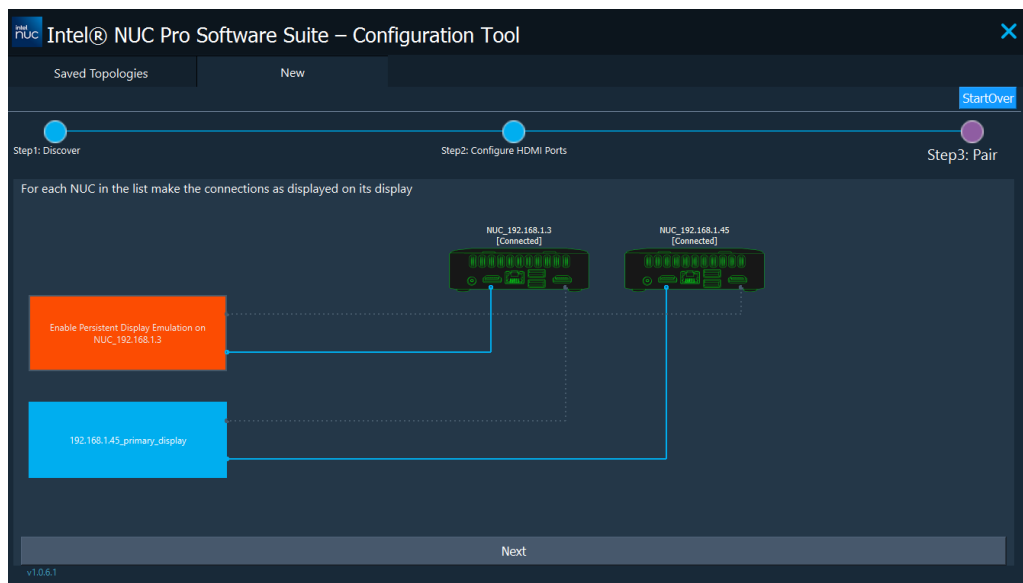 intel
nuc
Intel® NUC Pro Software Suite – Configuration Tool
Saved Topologies
New
StartOver
Step1: Discover
Step2: Configure HDMI Ports
Step3: Pair
For each NUC in the list make the connections as displayed on its display
NUC_192.168.1.3
[Connected]
NUC_192.168.1.45
[Connected]
Enable Persistent Display Emulation on
NUC_192.168.1.3
192.168.1.45_primary_display
Next
v1.0.6.1